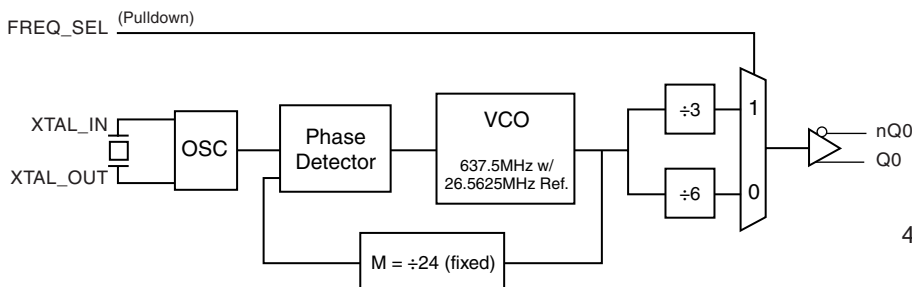 FREQ_SEL (Pulldown)
XTAL_IN
XTAL_OUT
OSC
Phase
Detector
VCO
637.5MHz w/
26.5625MHz Ref.
÷3
÷6
1
0
nQ0
Q0
M = ÷24 (fixed)
4